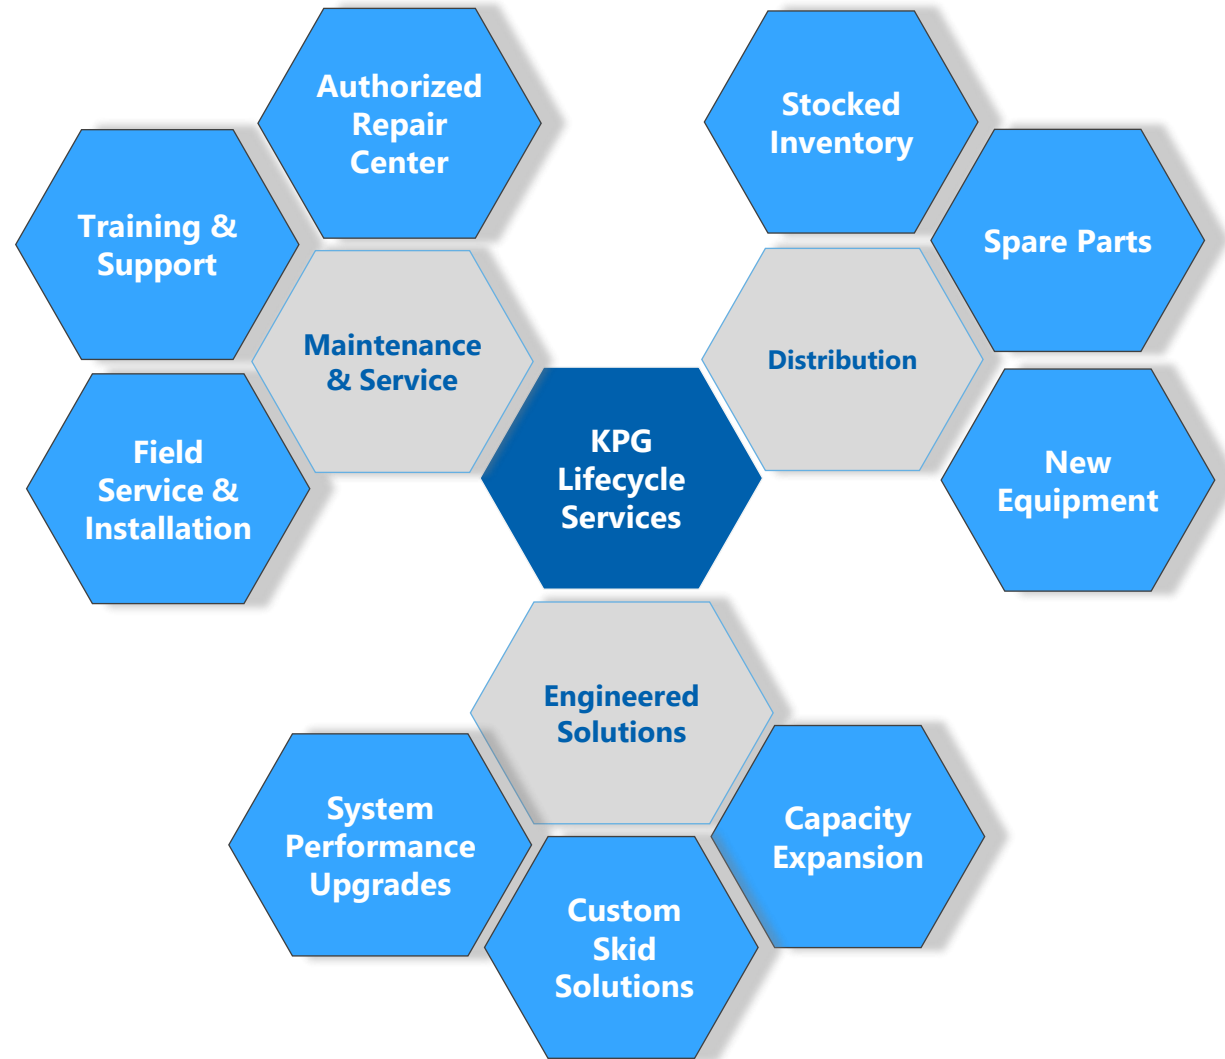 Authorized
Repair
Center
Training &
Support
Maintenance
& Service
Field
Service &
Installation
Stocked
Inventory
Spare Parts
Distribution
New
Equipment
KPG
Lifecycle
Services
Engineered
Solutions
System
Performance
Upgrades
Custom
Skid
Solutions
Capacity
Expansion